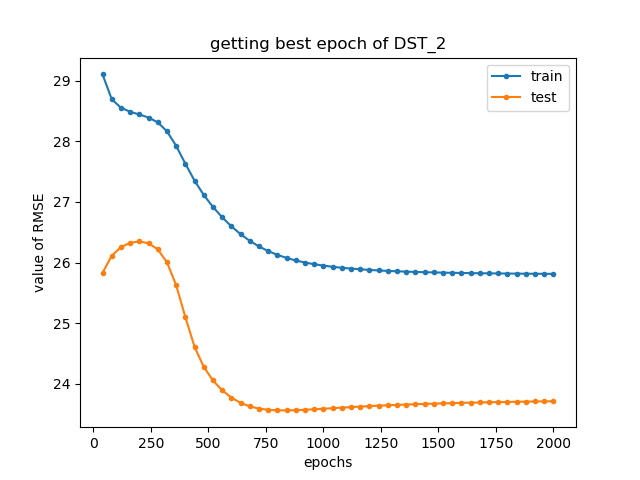 getting best epoch of DST_2
train
test
value of RMSE
29
28
27
26
25
24
0 250 500 750 1000 1250 1500 1750 2000
epochs